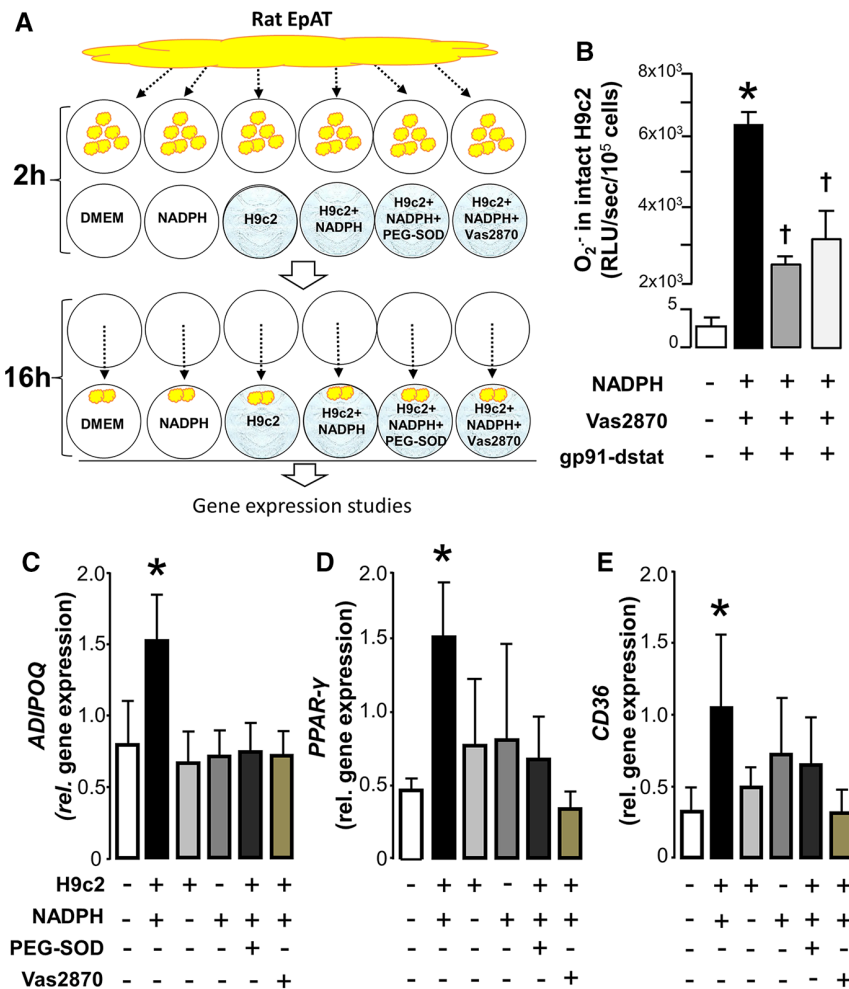 A
Rat EpAT
2h
DMEM
NADPH
H9c2
H9c2+
NADPH
H9c2+
NADPH+
PEG-SOD
H9c2+
NADPH+
Vas2870
16h
DMEM
NADPH
H9c2
H9c2+
NADPH
H9c2+
NADPH+
PEG-SOD
H9c2+
NADPH+
Vas2870
Gene expression studies
B
O2.- in intact H9c2
(RLU/sec/10⁵ cells)
8x10³
6x10³
4x10³
2x10³
5
0
*
†
†
NADPH - + + +
Vas2870 - + + +
gp91-dstat - + + +
C
ADIPOQ
(rel. gene expression)
2.0
1.5
1.0
0.5
0
*
D
PPAR-γ
(rel. gene expression)
2.0
1.5
1.0
0.5
0
*
E
CD36
(rel. gene expression)
2.0
1.5
1.0
0.5
0
*
H9c2 - + + - + + - + + - + + - + + - + +
NADPH - + - + + + - + - + + + - + - + + +
PEG-SOD - - - - + - - - - - + - - - - - + -
Vas2870 - - - - - + - - - - - + - - - - - +